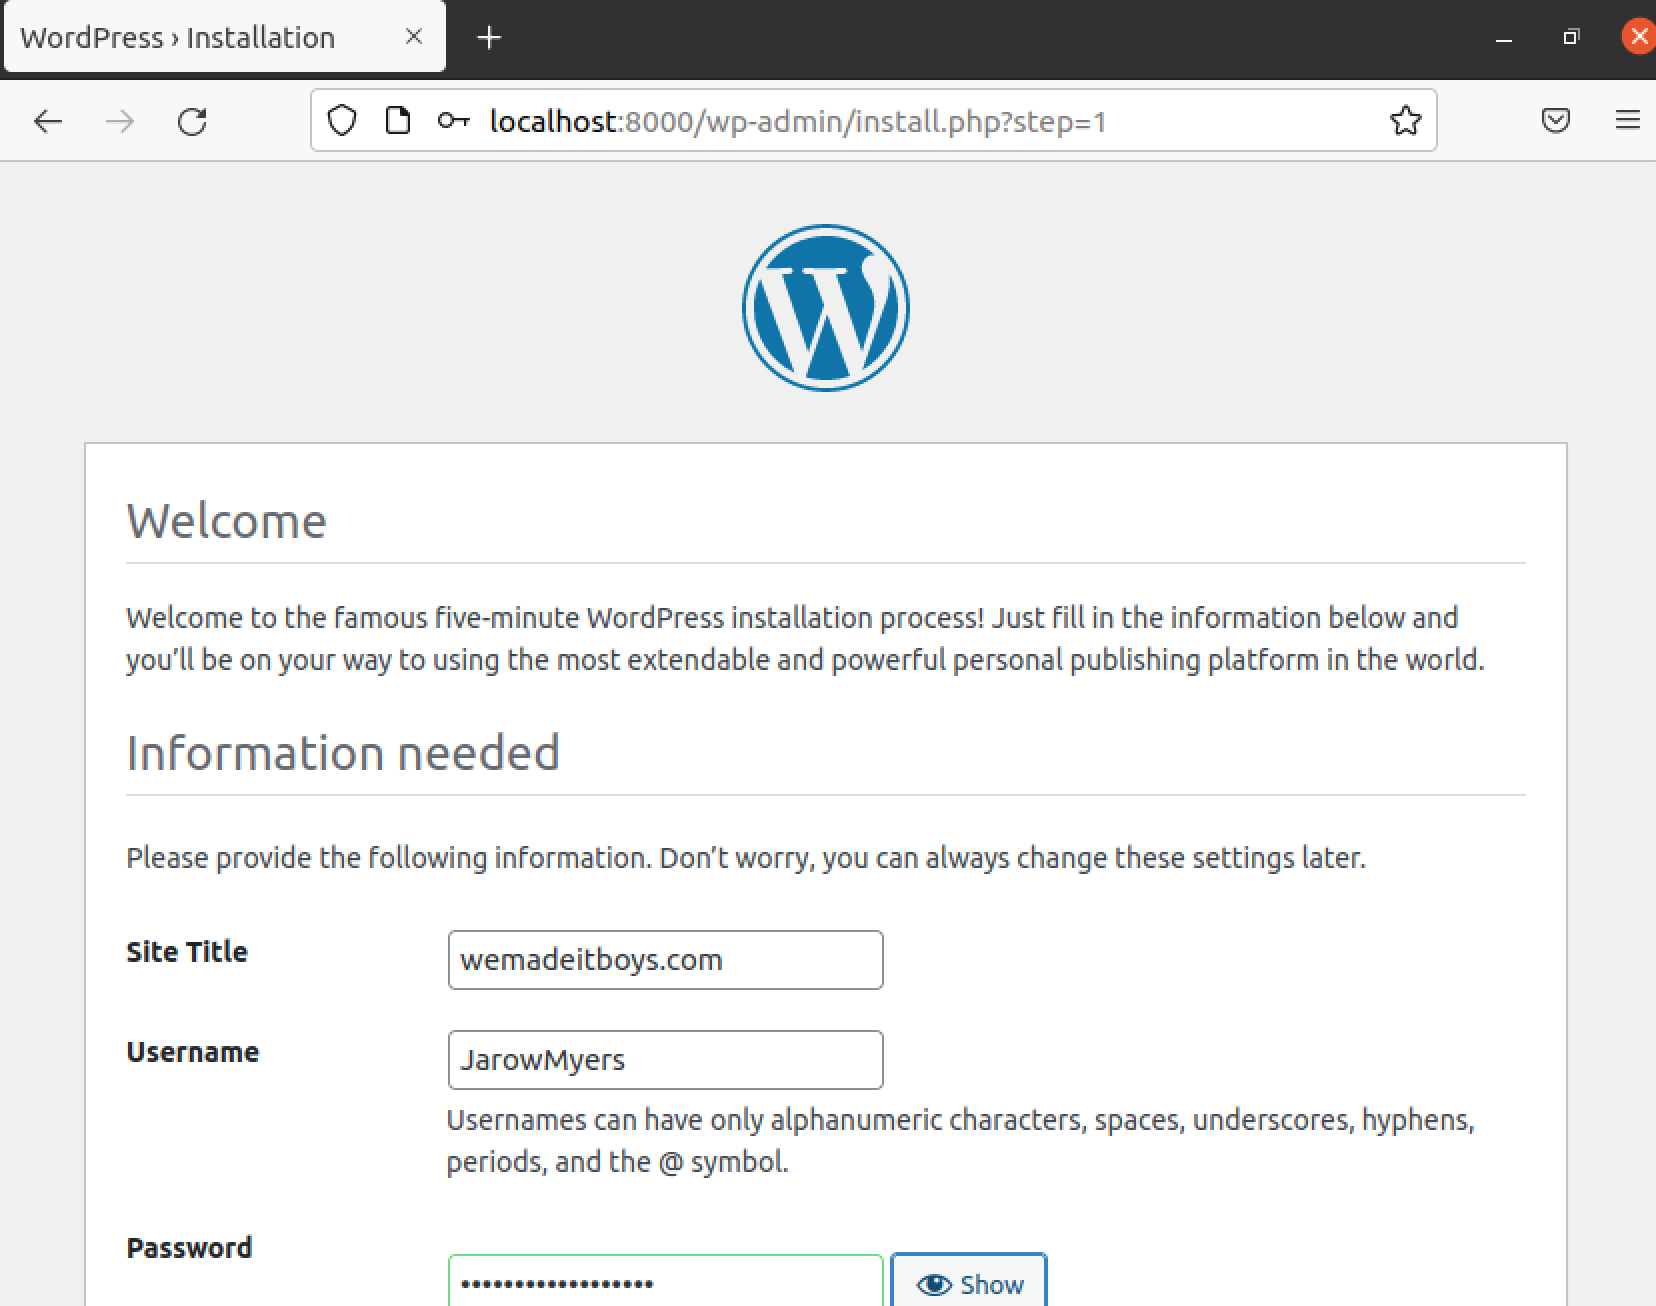 WordPress › Installation
localhost:8000/wp-admin/install.php?step=1
Welcome
Welcome to the famous five-minute WordPress installation process! Just fill in the information below and
you’ll be on your way to using the most extendable and powerful personal publishing platform in the world.
Information needed
Please provide the following information. Don’t worry, you can always change these settings later.
Site Title
wemadeitboys.com
Username
JarowMyers
Usernames can have only alphanumeric characters, spaces, underscores, hyphens,
periods, and the @ symbol.
Password
••••••••••••••••••
Show